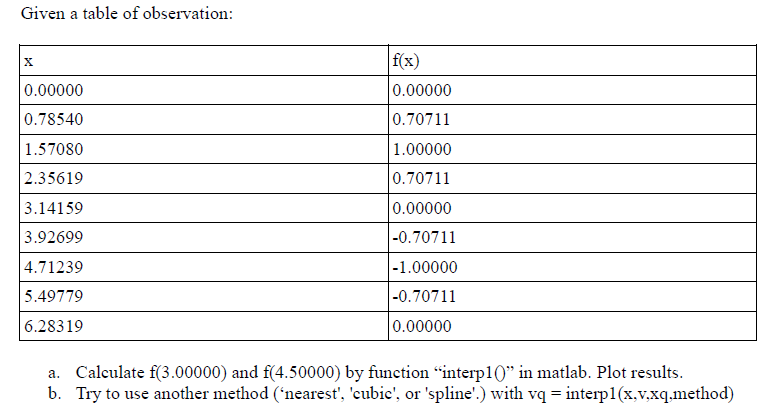 Given a table of observation:
x f(x)
0.00000 0.00000
0.78540 0.70711
1.57080 1.00000
2.35619 0.70711
3.14159 0.00000
3.92699 -0.70711
4.71239 -1.00000
5.49779 -0.70711
6.28319 0.00000
a. Calculate f(3.00000) and f(4.50000) by function “interp1()” in matlab. Plot results.
b. Try to use another method (‘nearest', 'cubic', or 'spline'.) with vq = interp1(x,v,xq,method)